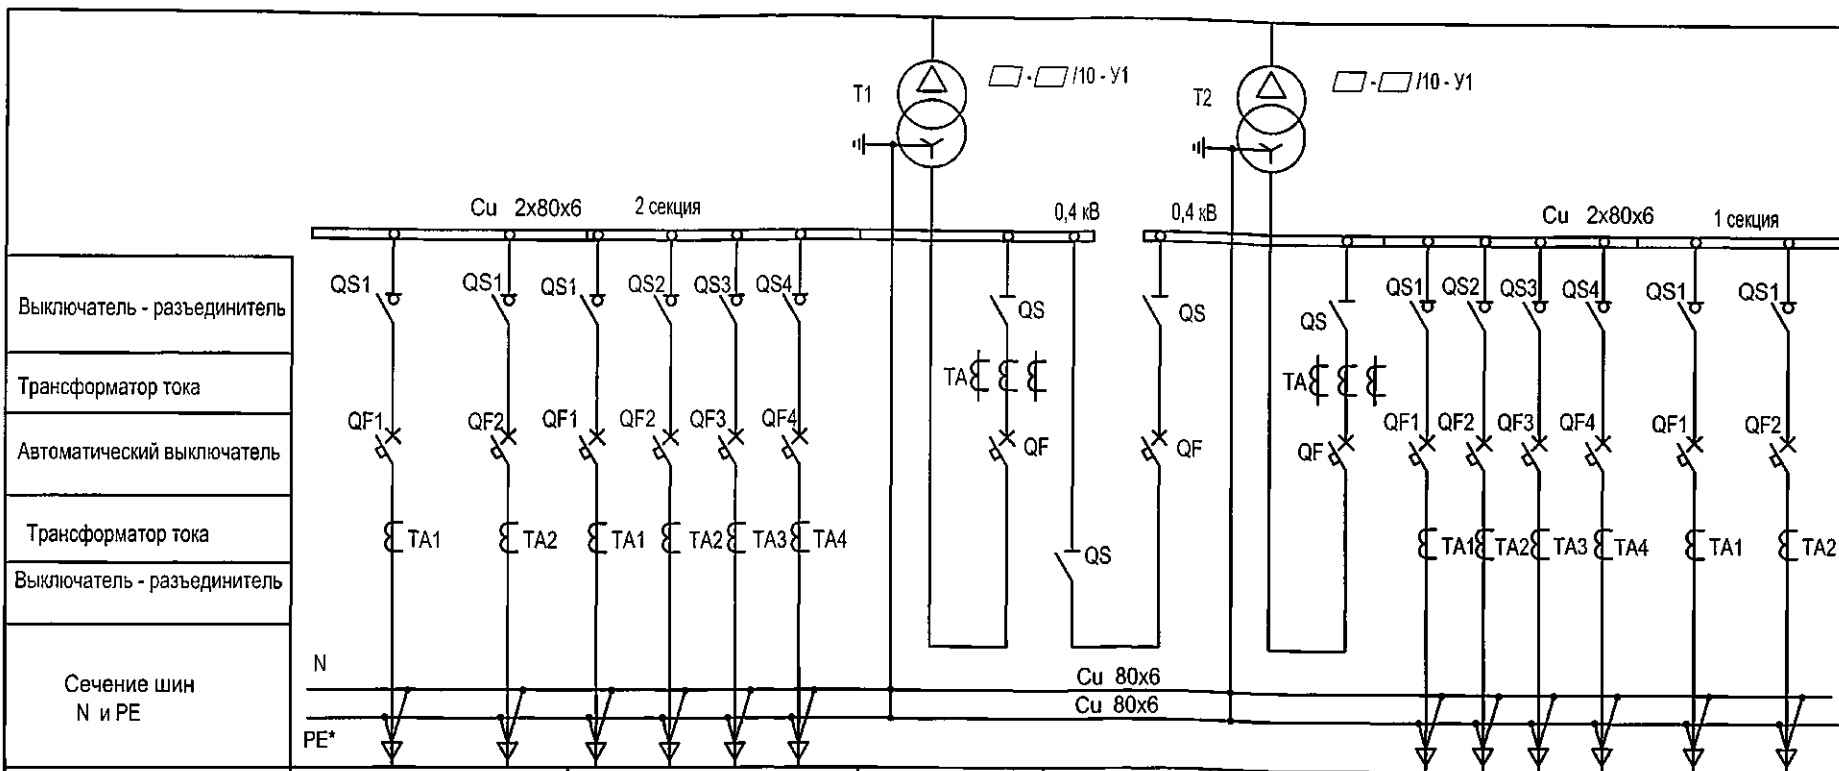 T1
/10 - У1
T2
/10 - У1
Cu 2x80x6 2 секция 0,4 кВ
0,4 кВ Cu 2x80x6 1 секция
Выключатель - разъединитель
QS1 QS1 QS1 QS2 QS3 QS4 QS QS QS QS1 QS2 QS3 QS4 QS1 QS1
Трансформатор тока
TA TA
Автоматический выключатель
QF1 QF2 QF1 QF2 QF3 QF4 QF QF QF QF1 QF2 QF3 QF4 QF1 QF2
Трансформатор тока
TA1 TA2 TA1 TA2 TA3 TA4 TA1 TA2 TA3 TA4 TA1 TA2
Выключатель - разъединитель
QS
Сечение шин
N и PE
N
Cu 80x6
Cu 80x6
PE*